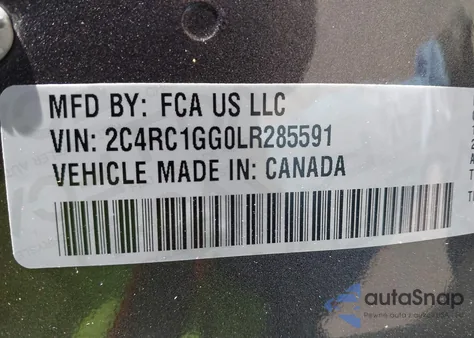 MFD BY: FCA US LLC
VIN: 2C4RC1GG0LR285591
VEHICLE MADE IN: CANADA
autoSnap